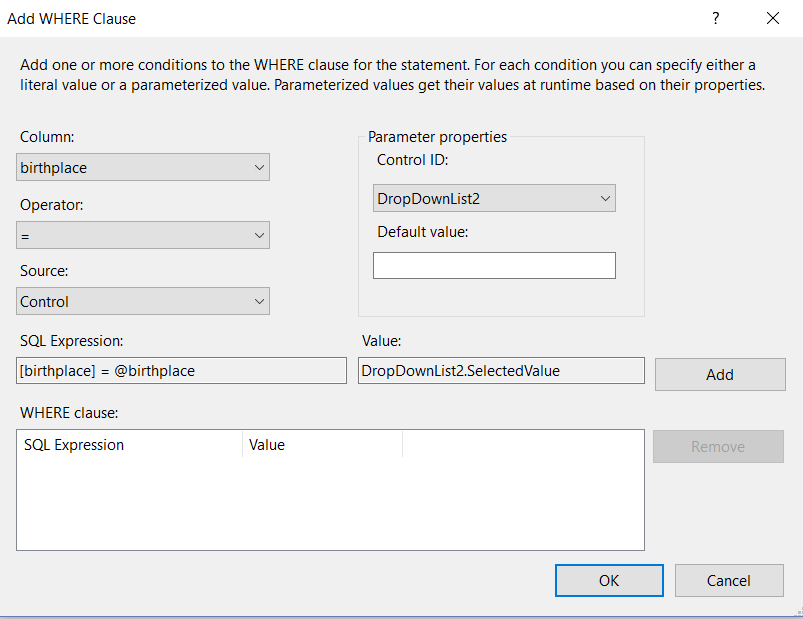 Add WHERE Clause
?
Add one or more conditions to the WHERE clause for the statement. For each condition you can specify either a
literal value or a parameterized value. Parameterized values get their values at runtime based on their properties.
Column:
birthplace
Operator:
=
Source:
Control
Parameter properties
Control ID:
DropDownList2
Default value:
SQL Expression:
[birthplace] = @birthplace
Value:
DropDownList2.SelectedValue
Add
WHERE clause:
SQL Expression
Value
Remove
OK
Cancel